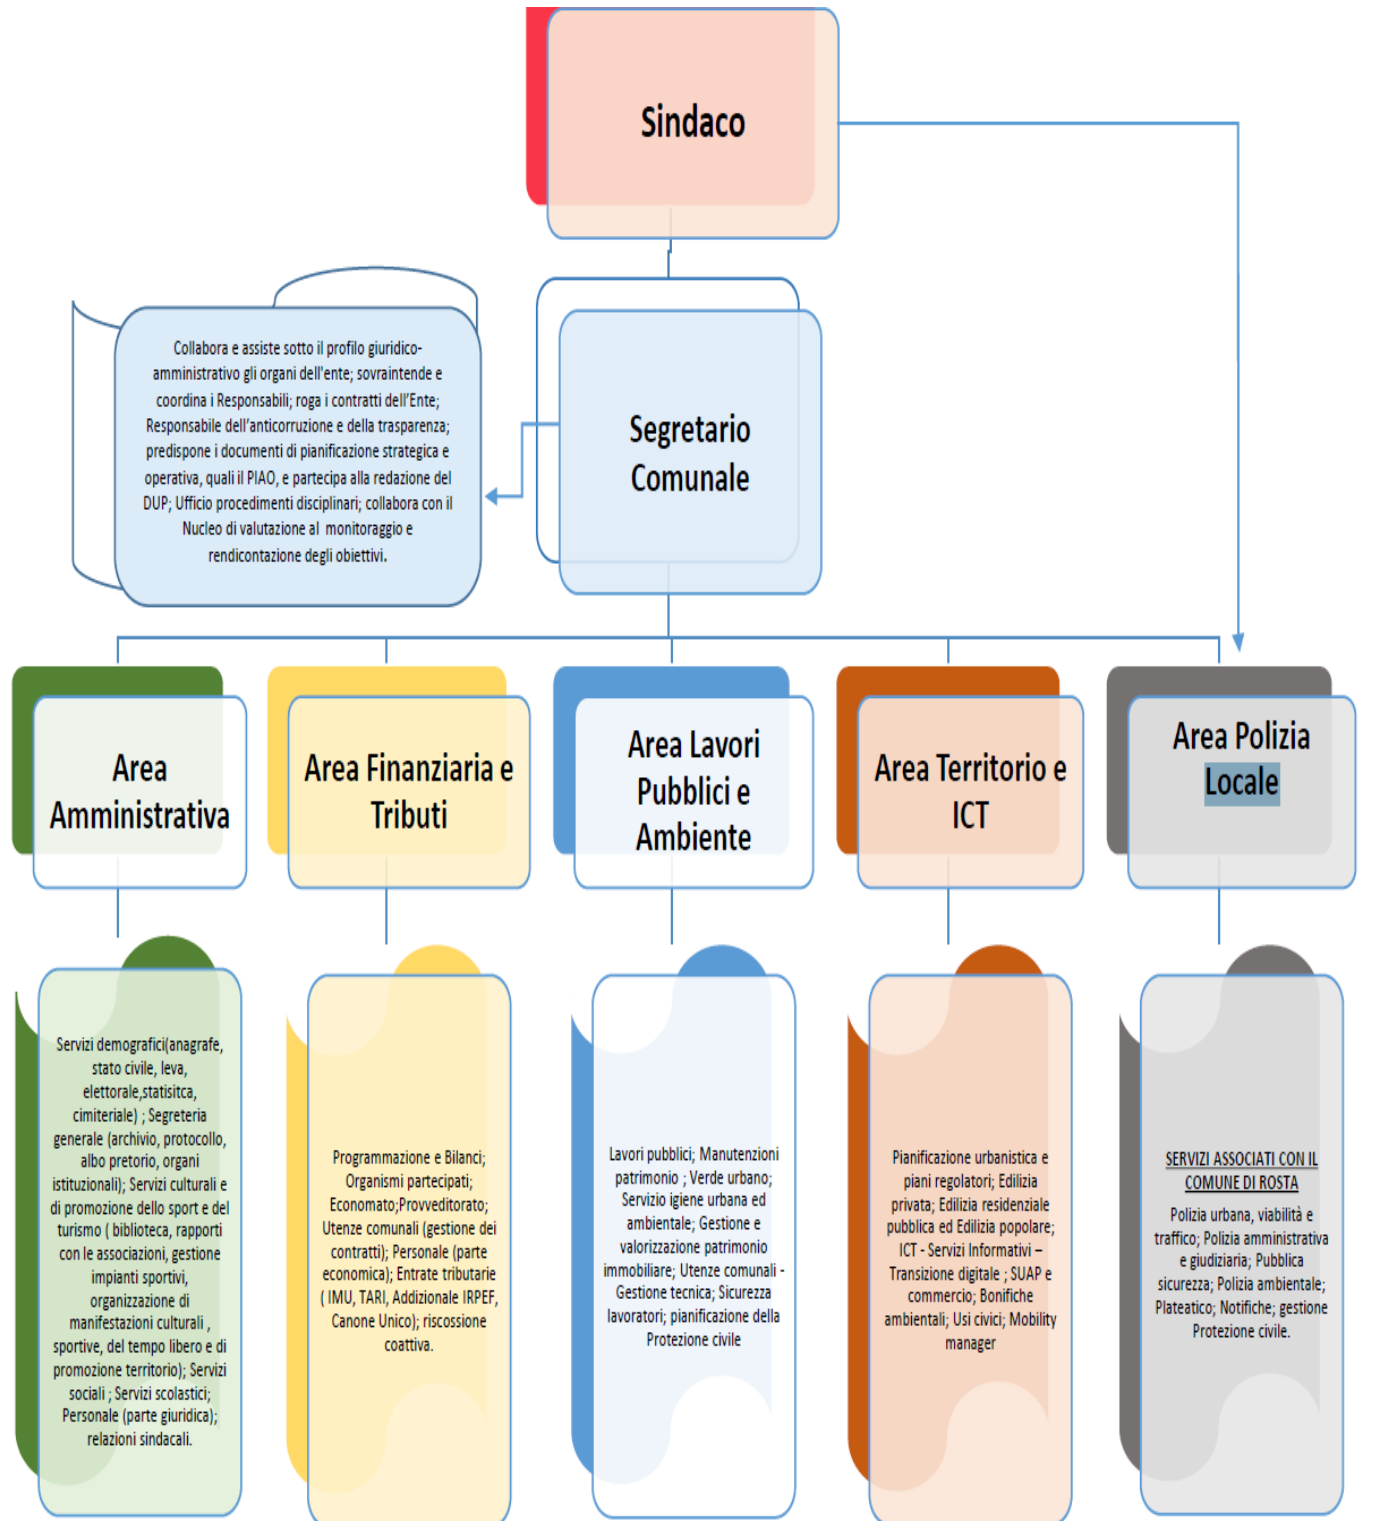 Sindaco
Collabora e assiste sotto il profilo giuridico-
amministrativo gli organi dell'ente; sovraintende e
coordina i Responsabili; roga i contratti dell’Ente;
Responsabile dell’anticorruzione e della trasparenza;
predispone i documenti di pianificazione strategica e
operativa, quali il PIAO, e partecipa alla redazione del
DUP; Ufficio procedimenti disciplinari; collabora con il
Nucleo di valutazione al monitoraggio e
rendicontazione degli obiettivi.
Segretario
Comunale
Area
Amministrativa
Area Finanziaria e
Tributi
Area Lavori
Pubblici e
Ambiente
Area Territorio e
ICT
Area Polizia
Locale
Servizi demografici(anagrafe,
stato civile, leva,
elettorale,statisitca,
cimiteriale) ; Segreteria
generale (archivio, protocollo,
albo pretorio, organi
istituzionali); Servizi culturali e
di promozione dello sport e del
turismo ( biblioteca, rapporti
con le associazioni, gestione
impianti sportivi,
organizzazione di
manifestazioni culturali ,
sportive, del tempo libero e di
promozione territorio); Servizi
sociali ; Servizi scolastici;
Personale (parte giuridica);
relazioni sindacali.
Programmazione e Bilanci;
Organismi partecipati;
Economato;Provveditorato;
Utenze comunali (gestione dei
contratti); Personale (parte
economica); Entrate tributarie
( IMU, TARI, Addizionale IRPEF,
Canone Unico); riscossione
coattiva.
Lavori pubblici; Manutenzioni
patrimonio ; Verde urbano;
Servizio igiene urbana ed
ambientale; Gestione e
valorizzazione patrimonio
immobiliare; Utenze comunali -
Gestione tecnica; Sicurezza
lavoratori; pianificazione della
Protezione civile
Pianificazione urbanistica e
piani regolatori; Edilizia
privata; Edilizia residenziale
pubblica ed Edilizia popolare;
ICT - Servizi Informativi –
Transizione digitale ; SUAP e
commercio; Bonifiche
ambientali; Usi civici; Mobility
manager
SERVIZI ASSOCIATI CON IL
COMUNE DI ROSTA
Polizia urbana, viabilità e
traffico; Polizia amministrativa
e giudiziaria; Pubblica
sicurezza; Polizia ambientale;
Plateatico; Notifiche; gestione
Protezione civile.